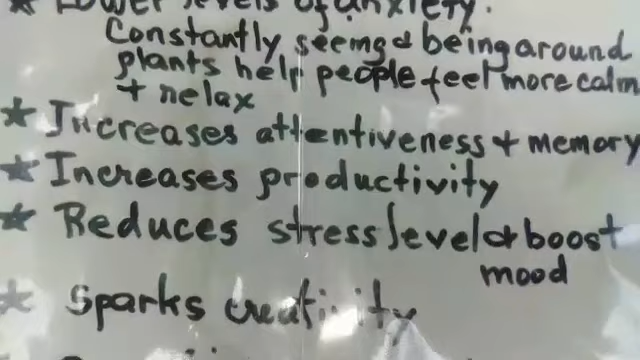 * Lower levels of anxiety.
Constantly seeing & being around
plants help people feel more calm
+ relax
* Increases attentiveness + memory
* Increases productivity
* Reduces stress level & boost
mood
* Sparks creativity